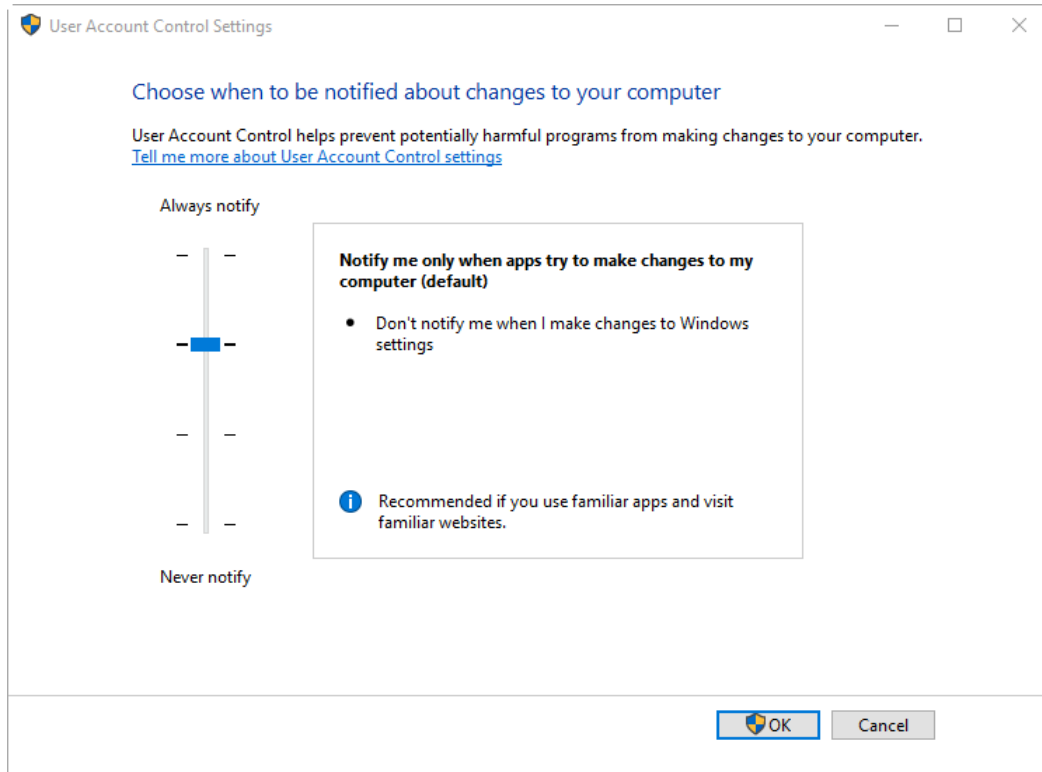 User Account Control Settings
Choose when to be notified about changes to your computer
User Account Control helps prevent potentially harmful programs from making changes to your computer.
Tell me more about User Account Control settings
Always notify
Notify me only when apps try to make changes to my
computer (default)
• Don't notify me when I make changes to Windows
settings
Recommended if you use familiar apps and visit
familiar websites.
Never notify
OK
Cancel